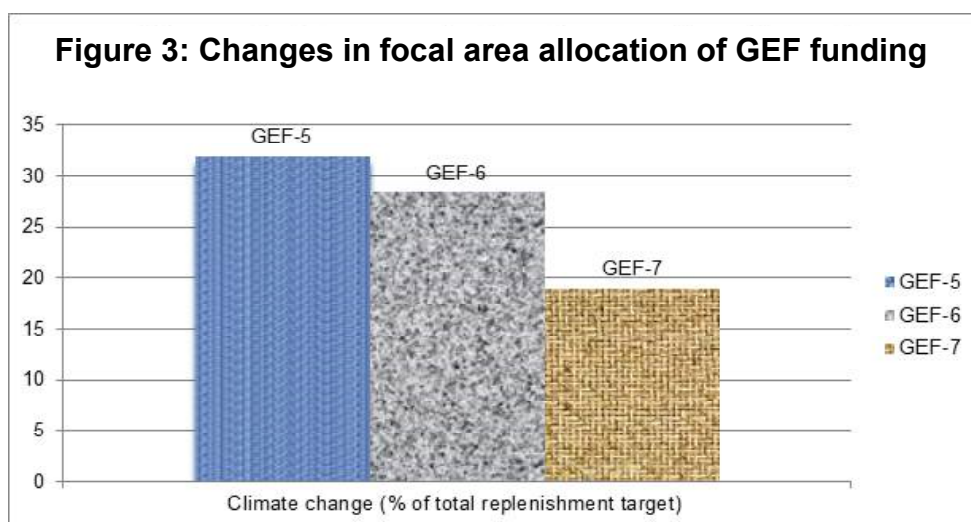 Figure 3: Changes in focal area allocation of GEF funding
35
30
25
20
15
10
5
0
GEF-5
GEF-6
GEF-7
Climate change (% of total replenishment target)
GEF-5
GEF-6
GEF-7